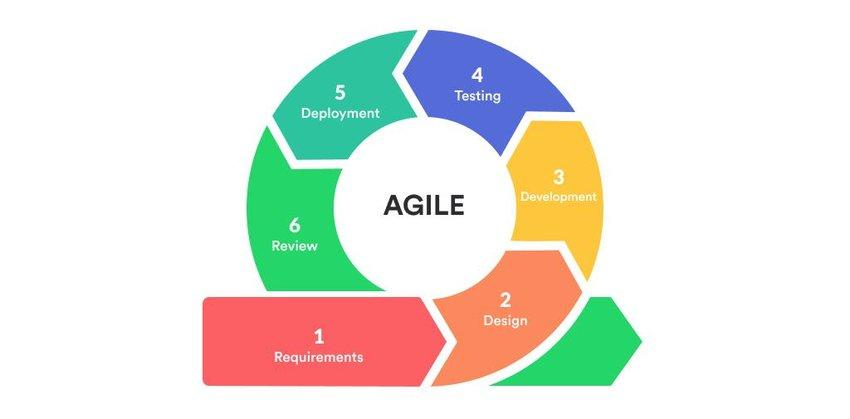 5
Deployment
4
Testing
3
Development
AGILE
6
Review
2
Design
1
Requirements